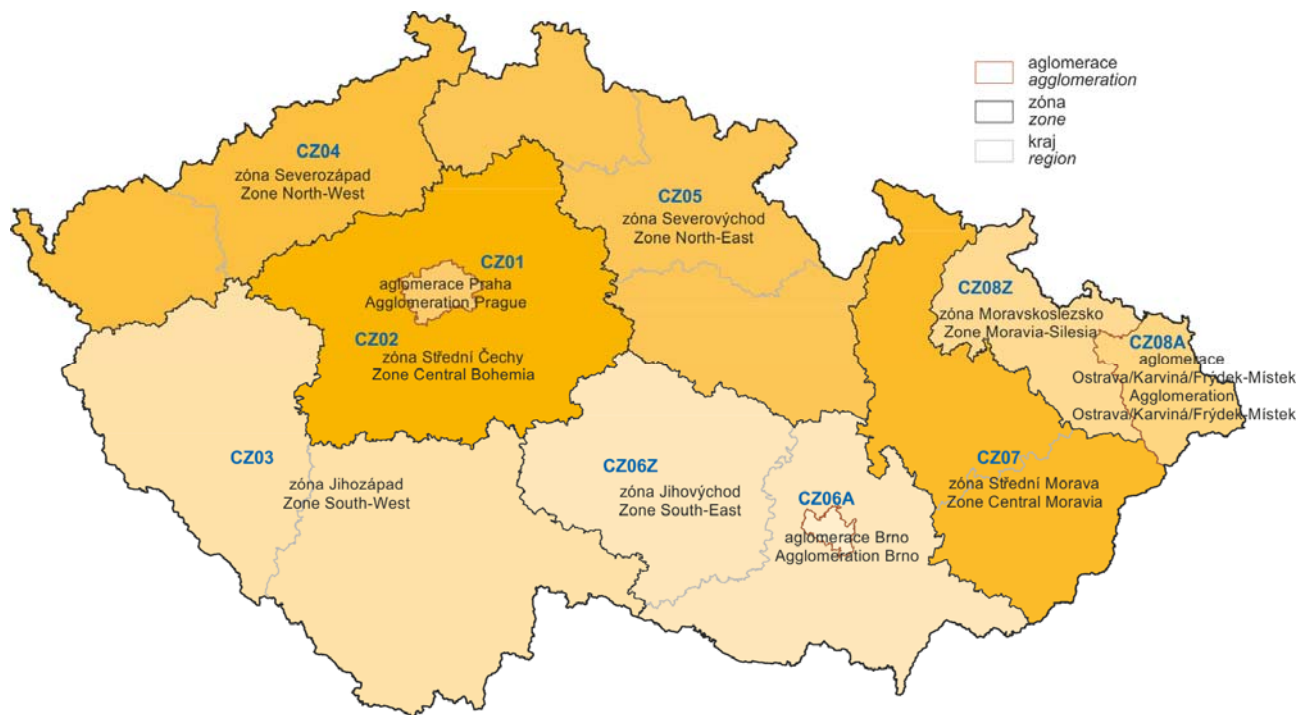 aglomerace
agglomeration
zóna
zone
kraj
region
CZ04
zóna Severozápad
Zone North-West
CZ05
zóna Severovýchod
Zone North-East
CZ01
aglomerace Praha
Agglomeration Prague
CZ02
zóna Střední Čechy
Zone Central Bohemia
CZ08Z
zóna Moravskoslezsko
Zone Moravia-Silesia
CZ08A
aglomerace
Ostrava/Karviná/Frýdek-Místek
Agglomeration
Ostrava/Karviná/Frýdek-Místek
CZ03
zóna Jihozápad
Zone South-West
CZ06Z
zóna Jihovýchod
Zone South-East
CZ06A
aglomerace Brno
Agglomeration Brno
CZ07
zóna Střední Morava
Zone Central Moravia